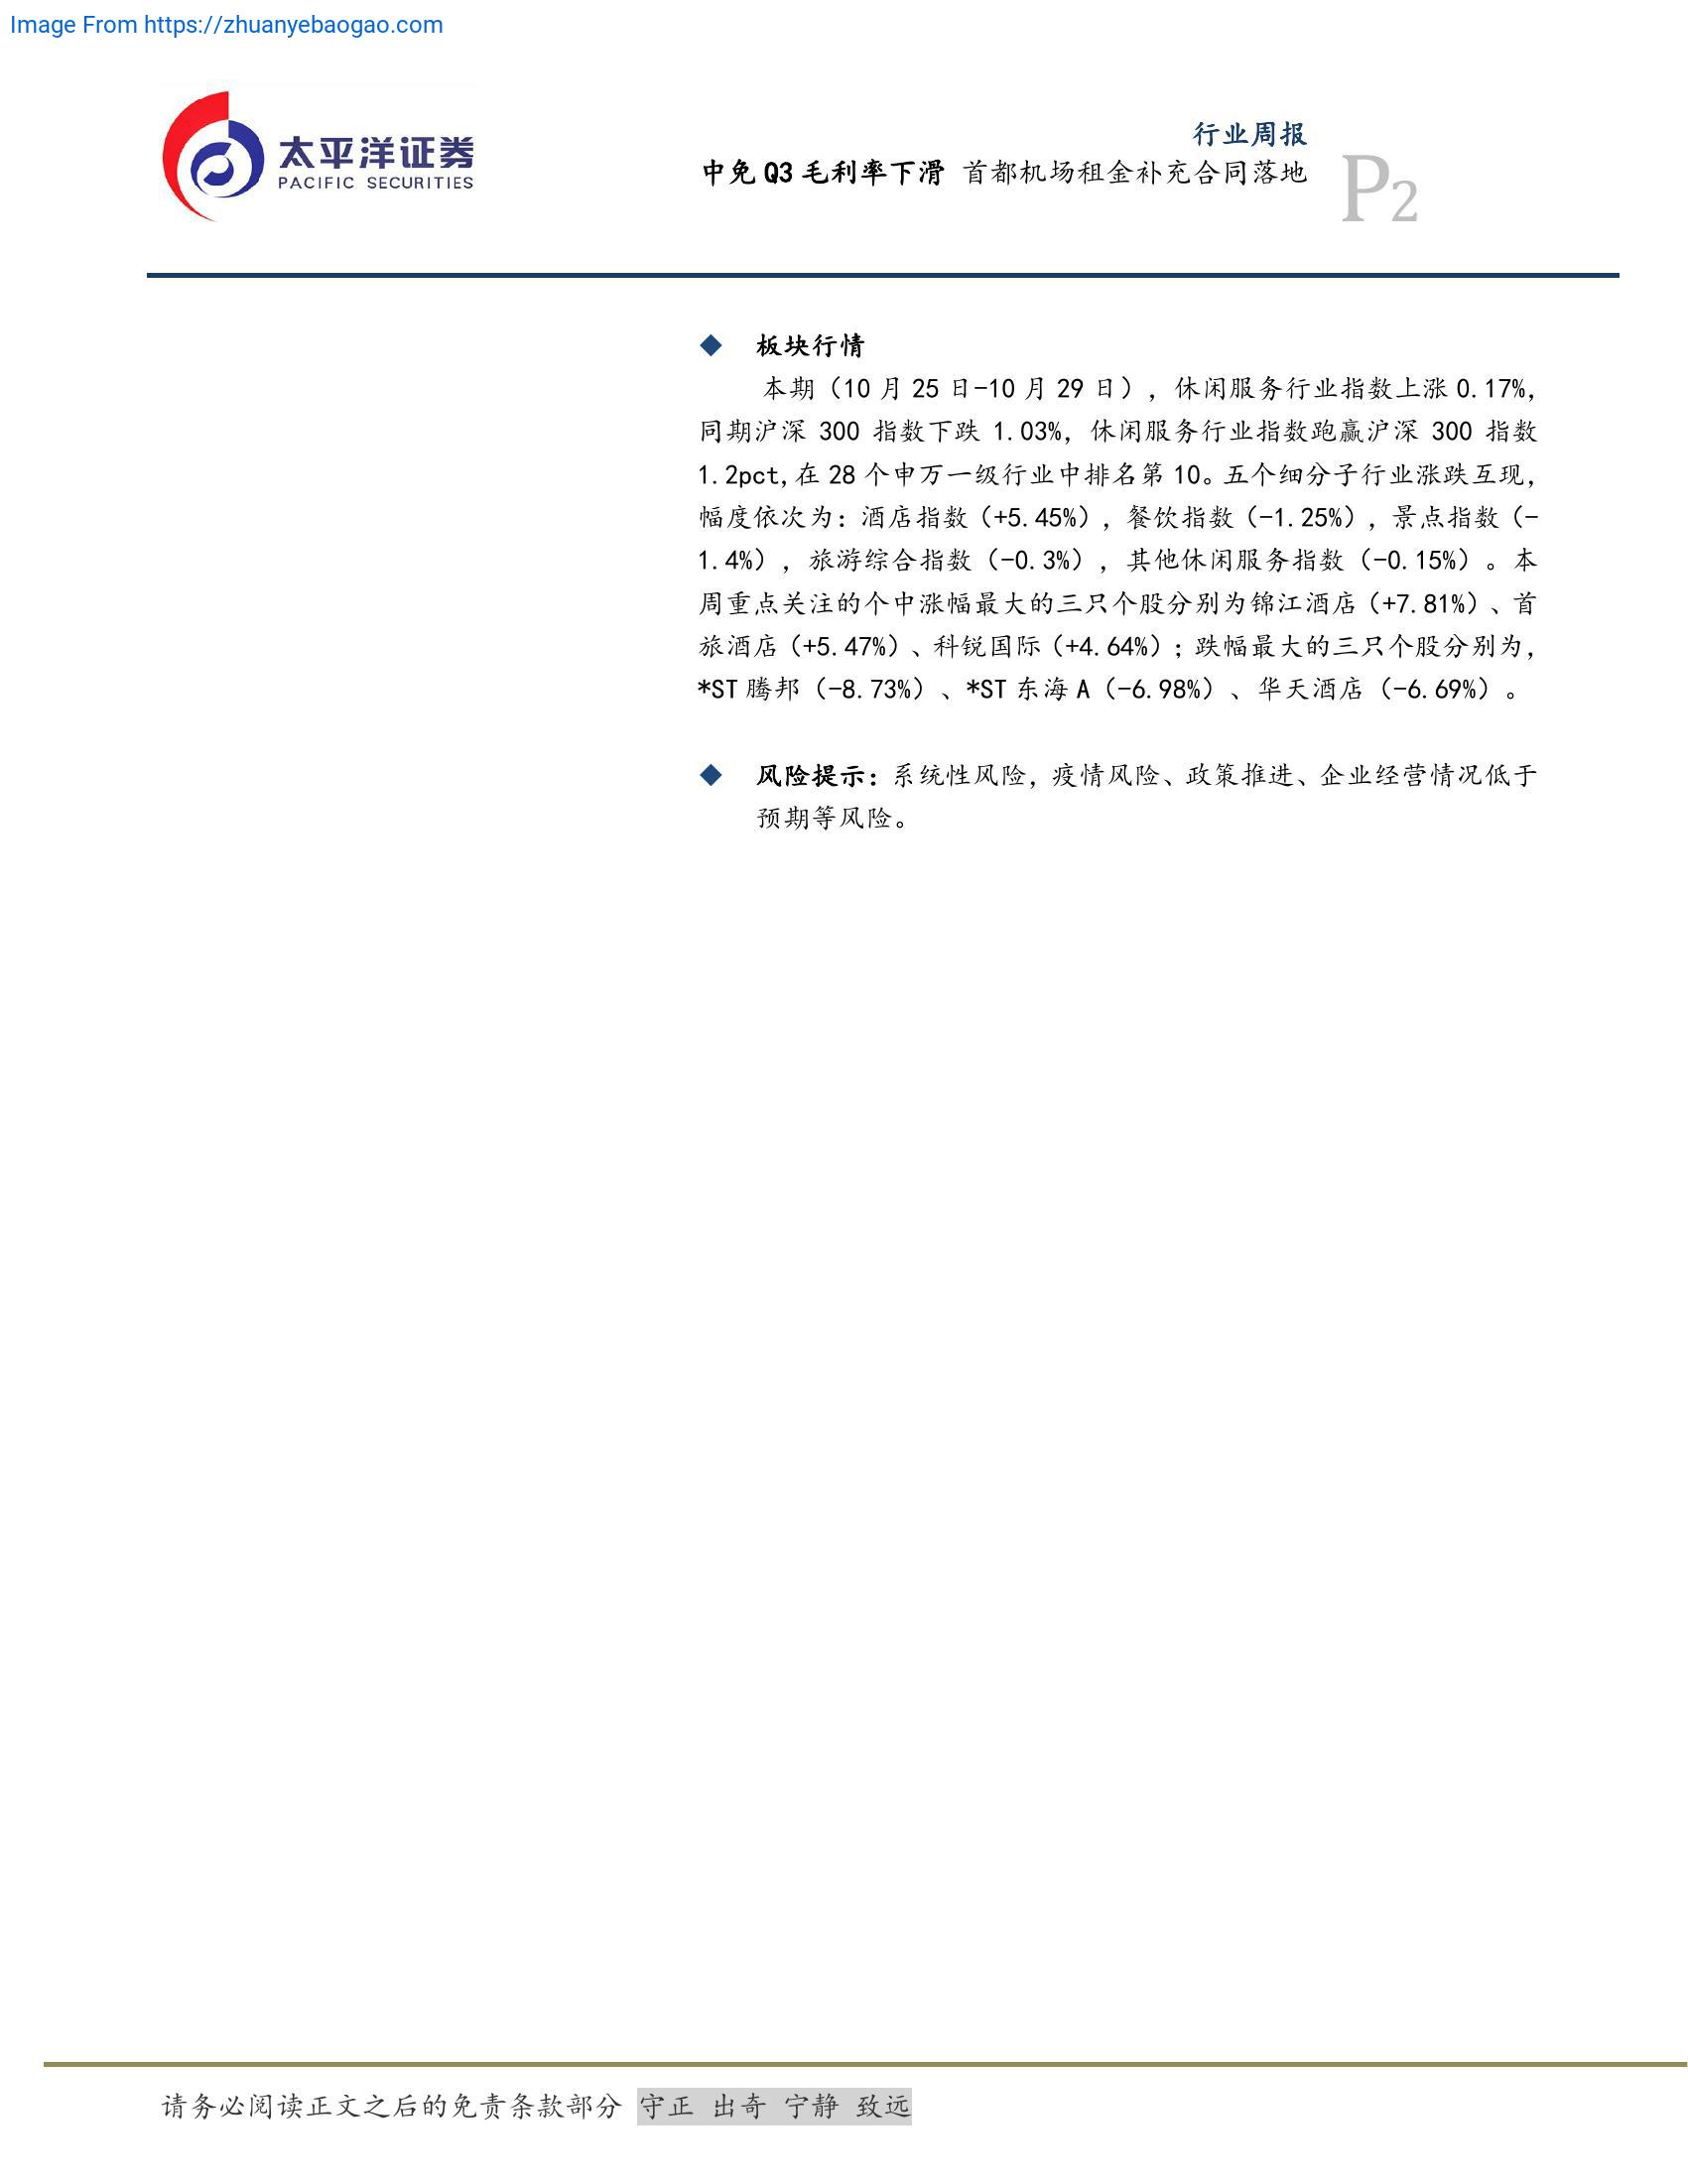 Image From https://zhuanyebaogao.com
太平洋证券
PACIFIC SECURITIES
行业周报
中免 Q3 毛利率下滑 首都机场租金补充合同落地
P2
◆ 板块行情
本期（10 月 25 日-10 月 29 日），休闲服务行业指数上涨 0.17%，
同期沪深 300 指数下跌 1.03%，休闲服务行业指数跑赢沪深 300 指数
1.2pct,在 28 个申万一级行业中排名第 10。五个细分子行业涨跌互现，
幅度依次为：酒店指数（+5.45%），餐饮指数（-1.25%），景点指数（-
1.4%），旅游综合指数（-0.3%），其他休闲服务指数（-0.15%）。本
周重点关注的个中涨幅最大的三只个股分别为锦江酒店（+7.81%）、首
旅酒店（+5.47%）、科锐国际（+4.64%）；跌幅最大的三只个股分别为，
*ST 腾邦（-8.73%）、*ST 东海 A（-6.98%）、华天酒店（-6.69%）。
◆ 风险提示：系统性风险，疫情风险、政策推进、企业经营情况低于
预期等风险。
请务必阅读正文之后的免责条款部分 守正 出奇 宁静 致远